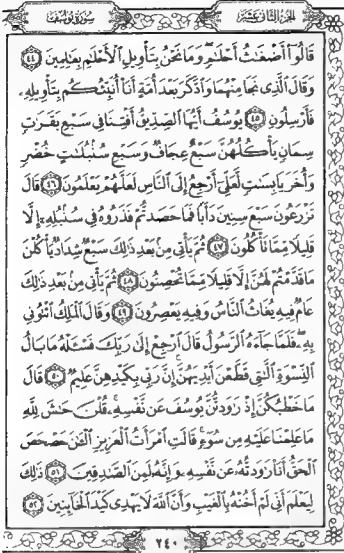 الجزء الثاني عشر
سورة يوسف
قَالُوٓا۟ أَضْغَٰثُ أَحْلَٰمٍ وَمَا نَحْنُ بِتَأْوِيلِ ٱلْأَحْلَٰمِ بِعَٰلِمِينَ ٤٤
وَقَالَ ٱلَّذِى نَجَا مِنْهُمَا وَٱدَّكَرَ بَعْدَ أُمَّةٍ أَنَا۠ أُنَبِّئُكُم بِتَأْوِيلِهِۦ
فَأَرْسِلُونِ ٤٥ يُوسُفُ أَيُّهَا ٱلصِّدِّيقُ أَفْتِنَا فِى سَبْعِ بَقَرَٰتٍ
سِمَانٍ يَأْكُلُهُنَّ سَبْعٌ عِجَافٌ وَسَبْعِ سُنۢبُلَٰتٍ خُضْرٍ
وَأُخَرَ يَابِسَٰتٍ لَّعَلِّىٓ أَرْجِعُ إِلَى ٱلنَّاسِ لَعَلَّهُمْ يَعْلَمُونَ ٤٦ قَالَ
تَزْرَعُونَ سَبْعَ سِنِينَ دَأَبًا فَمَا حَصَدتُّمْ فَذَرُوهُ فِى سُنۢبُلِهِۦٓ إِلَّا
قَلِيلًا مِّمَّا تَأْكُلُونَ ٤٧ ثُمَّ يَأْتِى مِنۢ بَعْدِ ذَٰلِكَ سَبْعٌ شِدَادٌ يَأْكُلْنَ
مَا قَدَّمْتُمْ لَهُنَّ إِلَّا قَلِيلًا مِّمَّا تُحْصِنُونَ ٤٨ ثُمَّ يَأْتِى مِنۢ بَعْدِ ذَٰلِكَ
عَامٌ فِيهِ يُغَاثُ ٱلنَّاسُ وَفِيهِ يَعْصِرُونَ ٤٩ وَقَالَ ٱلْمَلِكُ ٱئْتُونِى
بِهِۦ فَلَمَّا جَآءَهُ ٱلرَّسُولُ قَالَ ٱرْجِعْ إِلَىٰ رَبِّكَ فَسْـَٔلْهُ مَا بَالُ
ٱلنِّسْوَةِ ٱلَّٰتِى قَطَّعْنَ أَيْدِيَهُنَّ إِنَّ رَبِّى بِكَيْدِهِنَّ عَلِيمٌ ٥٠ قَالَ
مَا خَطْبُكُنَّ إِذْ رَٰوَدتُّنَّ يُوسُفَ عَن نَّفْسِهِۦ قُلْنَ حَٰشَ لِلَّهِ
مَا عَلِمْنَا عَلَيْهِ مِن سُوٓءٍ قَالَتِ ٱمْرَأَتُ ٱلْعَزِيزِ ٱلْـَٰٔنَ حَصْحَصَ
ٱلْحَقُّ أَنَا۠ رَٰوَدتُّهُۥ عَن نَّفْسِهِۦ وَإِنَّهُۥ لَمِنَ ٱلصَّٰدِقِينَ ٥١ ذَٰلِكَ
لِيَعْلَمَ أَنِّى لَمْ أَخُنْهُ بِٱلْغَيْبِ وَأَنَّ ٱللَّهَ لَا يَهْدِى كَيْدَ ٱلْخَآئِنِينَ ٥٢
٢٤٠